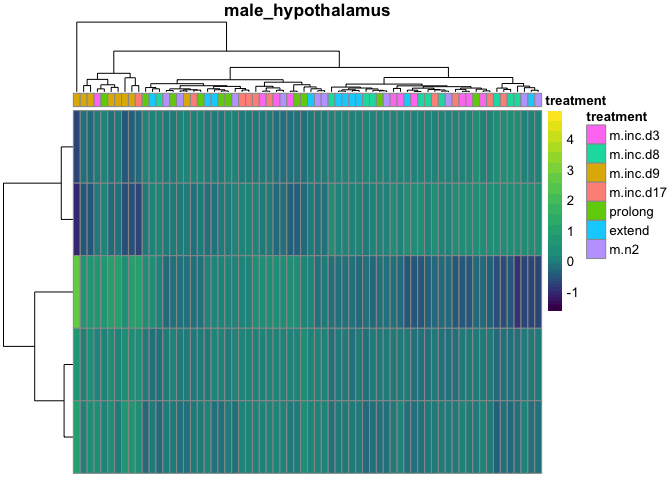 male_hypothalamus
treatment
treatment
m.inc.d3
m.inc.d8
m.inc.d9
m.inc.d17
prolong
extend
m.n2
4
3
2
1
0
-1